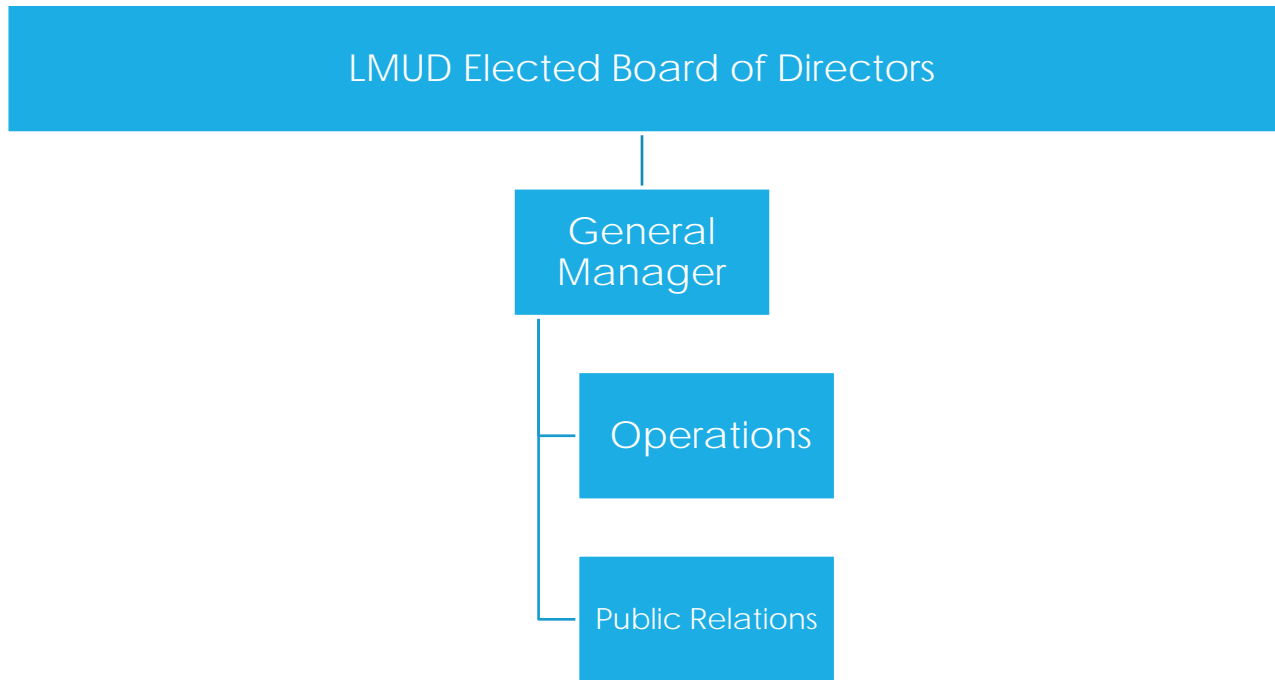 LMUD Elected Board of Directors
General
Manager
Operations
Public Relations